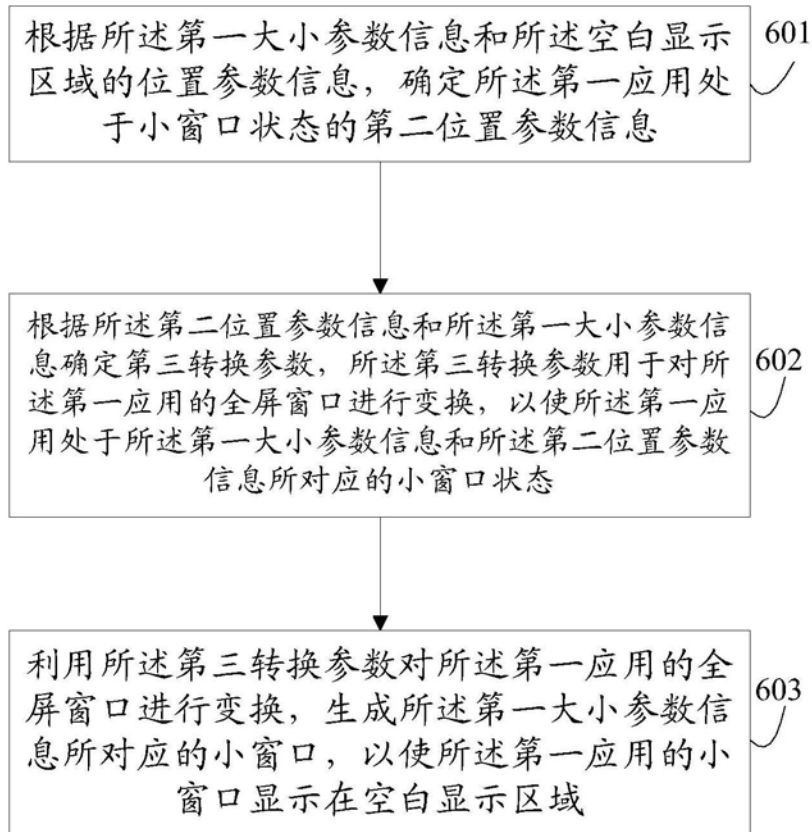 根据所述第一大小参数信息和所述空白显示
区域的位置参数信息，确定所述第一应用处
于小窗口状态的第二位置参数信息
601
根据所述第二位置参数信息和所述第一大小参数信
息确定第三转换参数，所述第三转换参数用于对所
述第一应用的全屏窗口进行变换，以使所述第一应
用处于所述第一大小参数信息和所述第二位置参数
信息所对应的小窗口状态
602
利用所述第三转换参数对所述第一应用的全
屏窗口进行变换，生成所述第一大小参数信
息所对应的小窗口，以使所述第一应用的小
窗口显示在空白显示区域
603